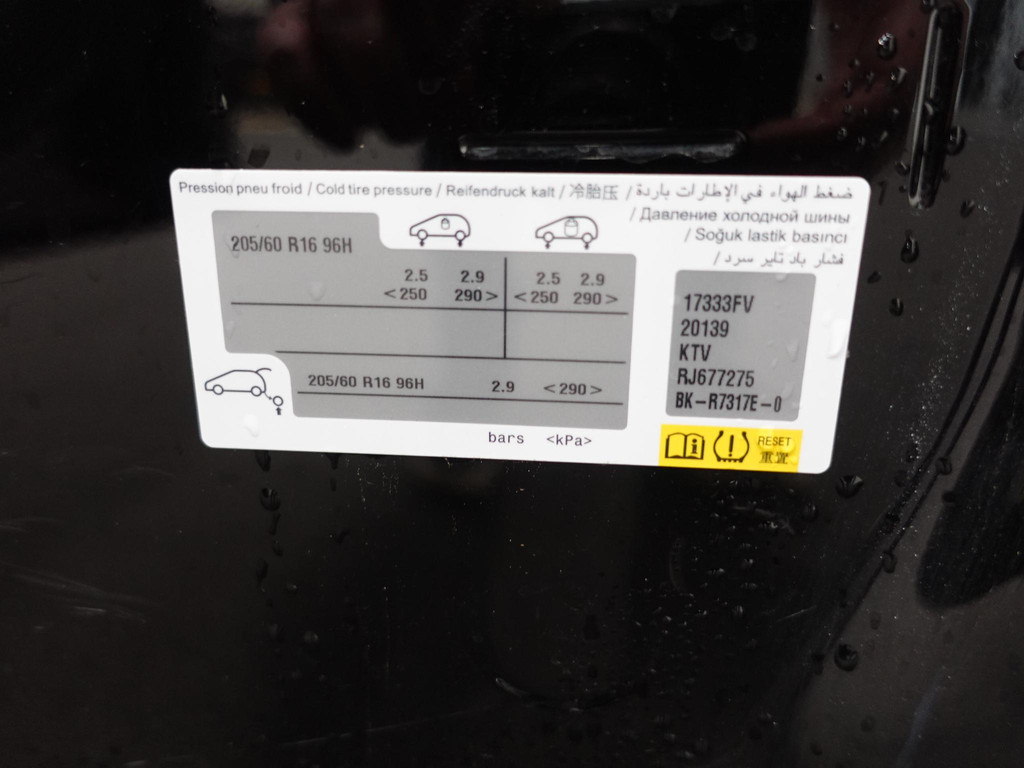 Pression pneu froid / Cold tire pressure / Reifendruck kalt / 冷胎压 / ضغط الهواء في الإطارات باردة
/ Давление холодной шины
/ Soğuk lastik basıncı
/ فشار باد تایر سرد
205/60 R16 96H
2.5 2.9 2.5 2.9
<250 290> <250 290>
205/60 R16 96H 2.9 <290>
bars <kPa>
17333FV
20139
KTV
RJ677275
BK-R7317E-0
RESET